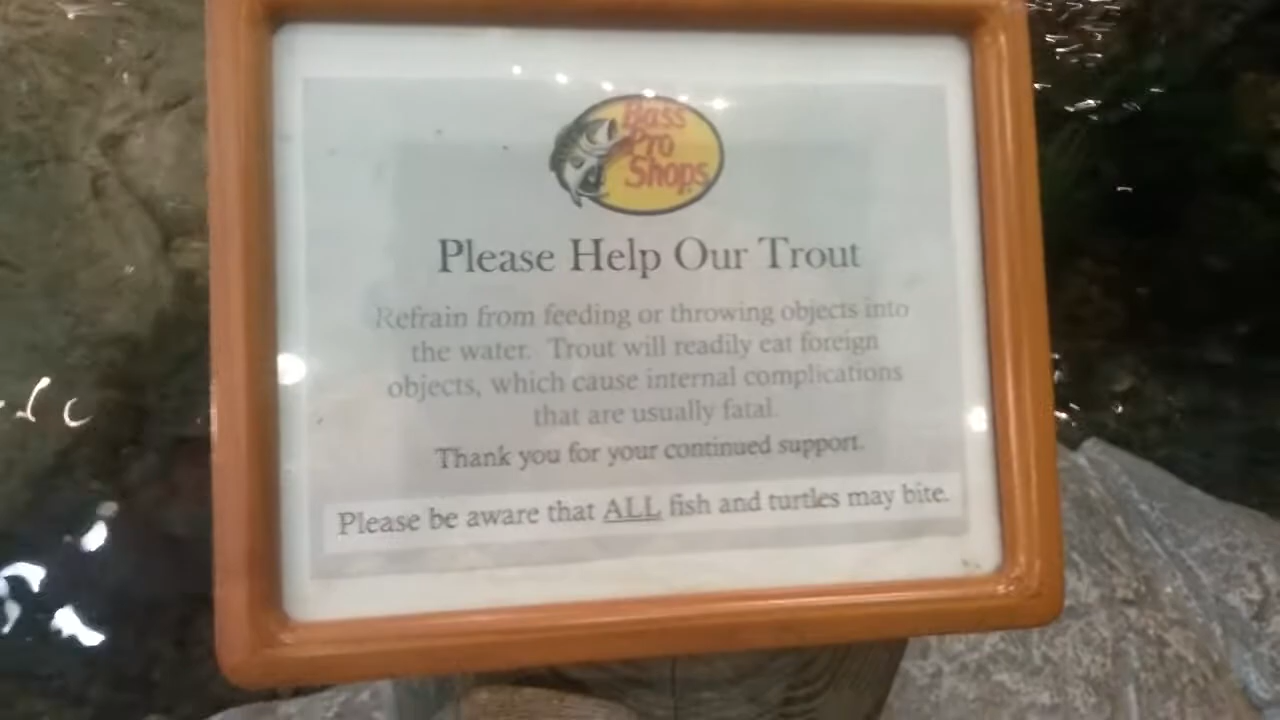 Bass
Pro
Shops
Please Help Our Trout
Refrain from feeding or throwing objects into
the water. Trout will readily eat foreign
objects, which cause internal complications
that are usually fatal.
Thank you for your continued support.
Please be aware that ALL fish and turtles may bite.